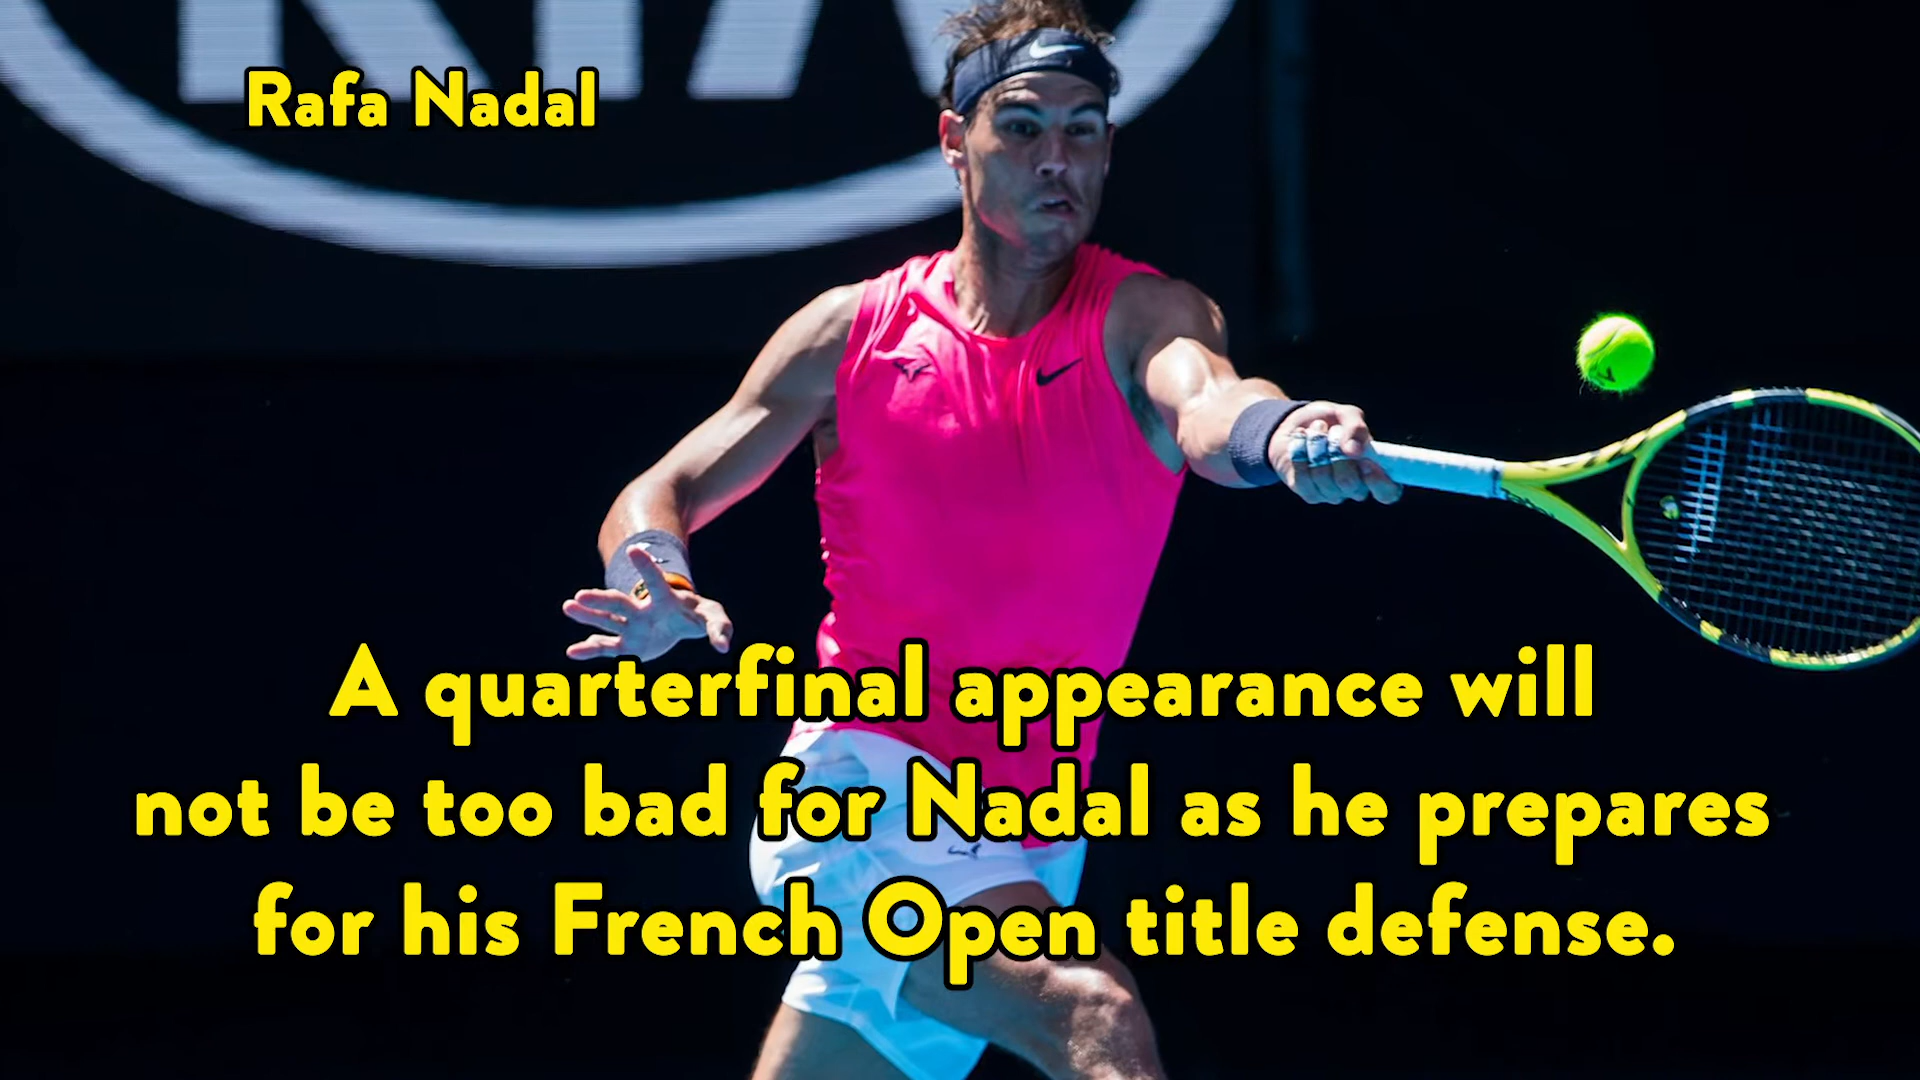 KIA
Rafa Nadal
A quarterfinal appearance will
not be too bad for Nadal as he prepares
for his French Open title defense.